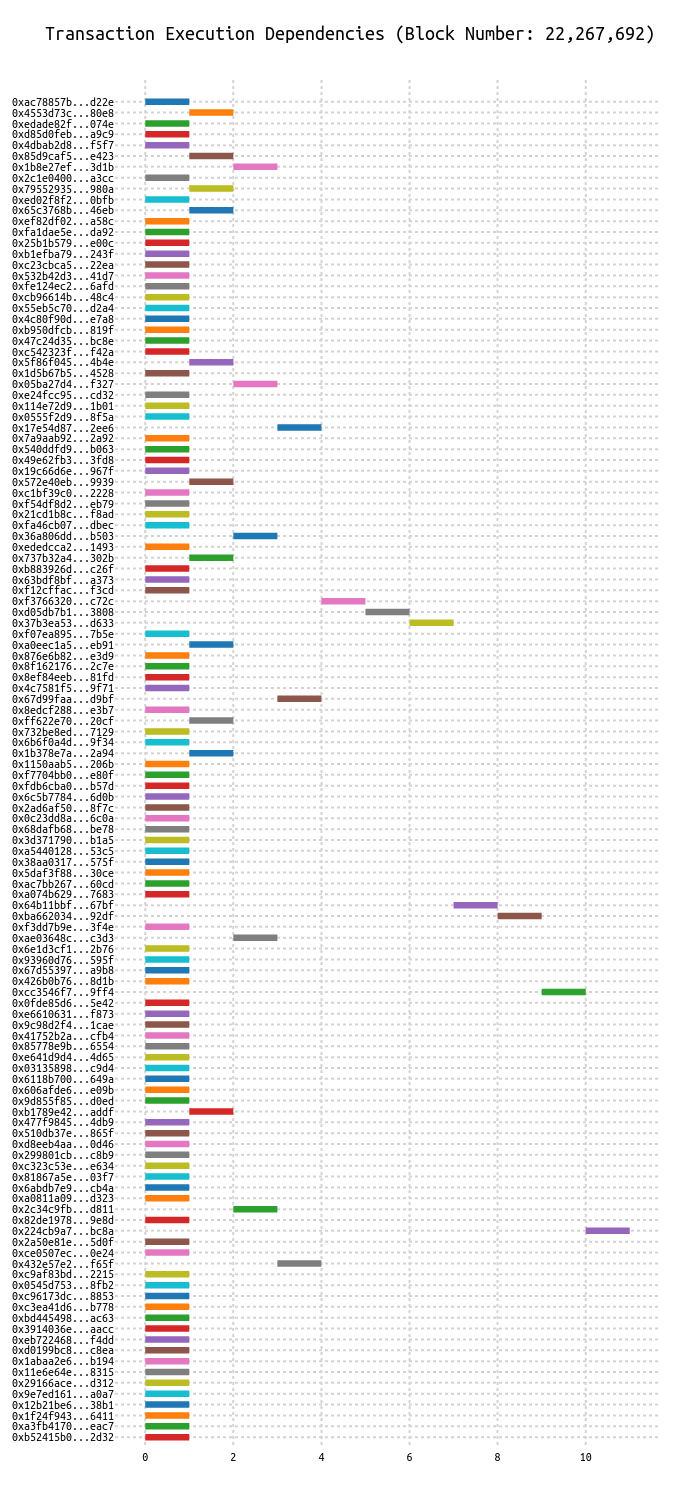 Transaction Execution Dependencies (Block Number: 22,267,692)
0xac78857b...d22e
0x4553d73c...80e8
0xedade82f...074e
0xd85d0feb...a9c9
0x4dbab2d8...f5f7
0x85d9caf5...e423
0x1b8e27ef...3d1b
0x2c1e0400...a3cc
0x79552935...980a
0xed02f8f2...0bfb
0x65c3768b...46eb
0xef82df02...a58c
0xfa1dae5e...da92
0x25b1b579...e00c
0xb1efba79...243f
0xc23cbca5...22ea
0x532b42d3...41d7
0xfe124ec2...6afd
0xcb96614b...48c4
0x55eb5c70...d2a4
0x4c80f90d...e7a8
0xb950dfcb...819f
0x47c24d35...bc8e
0xc542323f...f42a
0x5f86f045...4b4e
0x1d5b67b5...4528
0x05ba27d4...f327
0xe24fcc95...cd32
0x114e72d9...1b01
0x0555f2d9...8f5a
0x17e54d87...2ee6
0x7a9aab92...2a92
0x540ddfd9...b063
0x49e62fb3...3fd8
0x19c66d6e...967f
0x572e40eb...9939
0xc1bf39c0...2228
0xf54df8d2...eb79
0x21cd1b8c...f8ad
0xfa46cb07...dbec
0x36a806dd...b503
0xededcca2...1493
0x737b32a4...302b
0xb883926d...c26f
0x63bdf8bf...a373
0xf12cffac...f3cd
0xf3766320...c72c
0xd05db7b1...3808
0x37b3ea53...d633
0xf07ea895...7b5e
0xa0eec1a5...eb91
0x876e6b82...e3d9
0x8f162176...2c7e
0x8ef84eeb...81fd
0x4c7581f5...9f71
0x67d99faa...d9bf
0x8edcf288...e3b7
0xff622e70...20cf
0x732be8ed...7129
0x6b6f0a4d...9f34
0x1b378e7a...2a94
0x1150aab5...206b
0xf7704bb0...e80f
0xfdb6cba0...b57d
0x6c5b7784...6d0b
0x2ad6af50...8f7c
0x0c23dd8a...6c0a
0x68dafb68...be78
0x3d371790...b1a5
0xa5440128...53c5
0x38aa0317...575f
0x5daf3f88...30ce
0xac7bb267...60cd
0xa074b629...7683
0x64b11bbf...67bf
0xba662034...92df
0xf3dd7b9e...3f4e
0xae03648c...c3d3
0x6e1d3cf1...2b76
0x93960d76...595f
0x67d55397...a9b8
0x426b0b76...8d1b
0xcc3546f7...9ff4
0x0fde85d6...5e42
0xe6610631...f873
0x9c98d2f4...1cae
0x41752b2a...cfb4
0x85778e9b...6554
0xe641d9d4...4d65
0x03135898...c9d4
0x6118b700...649a
0x606afde6...e09b
0x9d855f85...d0ed
0xb1789e42...addf
0x477f9845...4db9
0x510db37e...865f
0xd8eeb4aa...0d46
0x299801cb...c8b9
0xc323c53e...e634
0x81867a5e...03f7
0x6abdb7e9...cb4a
0xa0811a09...d323
0x2c34c9fb...d811
0x82de1978...9e8d
0x224cb9a7...bc8a
0x2a50e81e...5d0f
0xce0507ec...0e24
0x432e57e2...f65f
0xc9af83bd...2215
0x0545d753...8fb2
0xc96173dc...8853
0xc3ea41d6...b778
0xbd445498...ac63
0x3914036e...aacc
0xeb722468...f4dd
0xd0199bc8...c8ea
0x1abaa2e6...b194
0x11e6e64e...8315
0x29166ace...d312
0x9e7ed161...a0a7
0x12b21be6...38b1
0x1f24f943...6411
0xa3fb4170...eac7
0xb52415b0...2d32
0 2 4 6 8 10